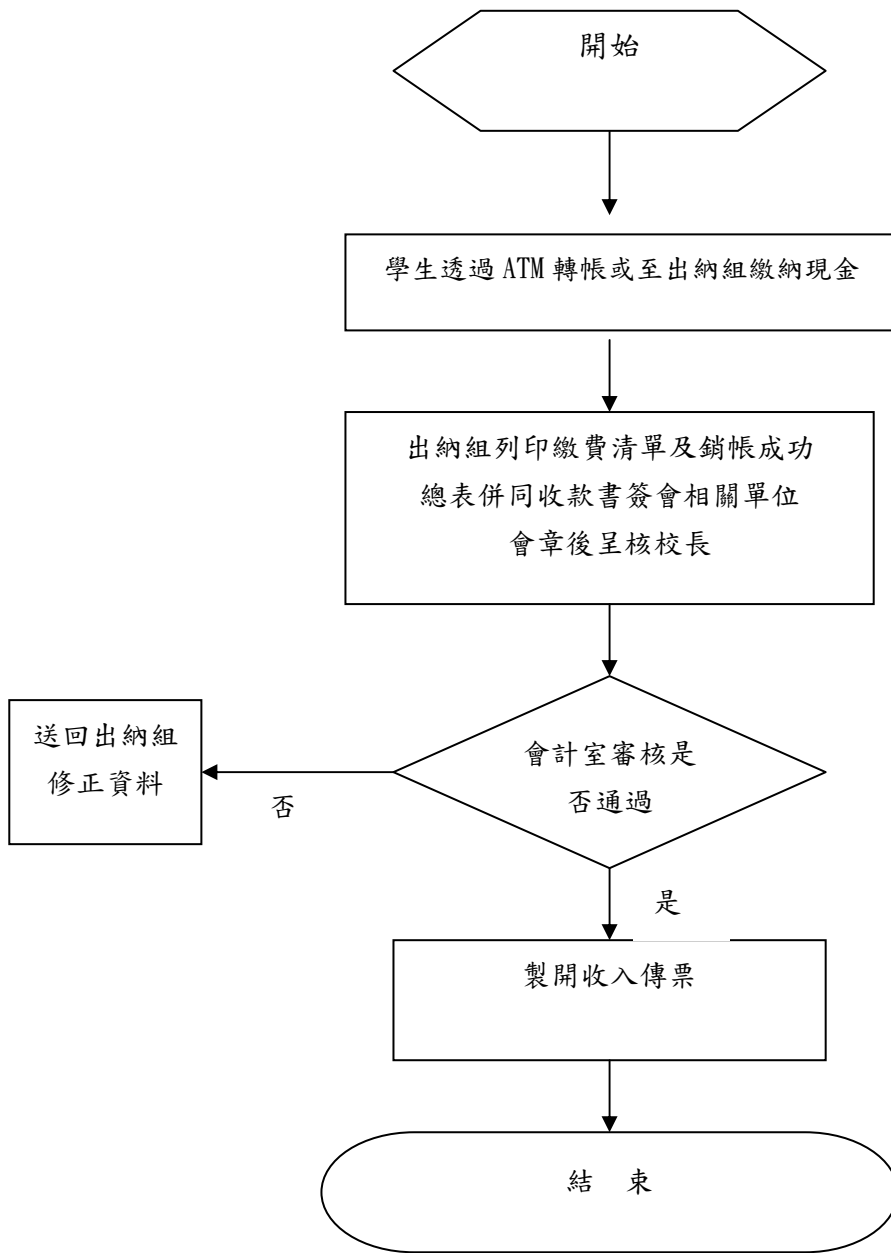 開始
學生透過 ATM 轉帳或至出納組繳納現金
出納組列印繳費清單及銷帳成功
總表併同收款書簽會相關單位
會章後呈核校長
送回出納組
修正資料
否
會計室審核是
否通過
是
製開收入傳票
結 束